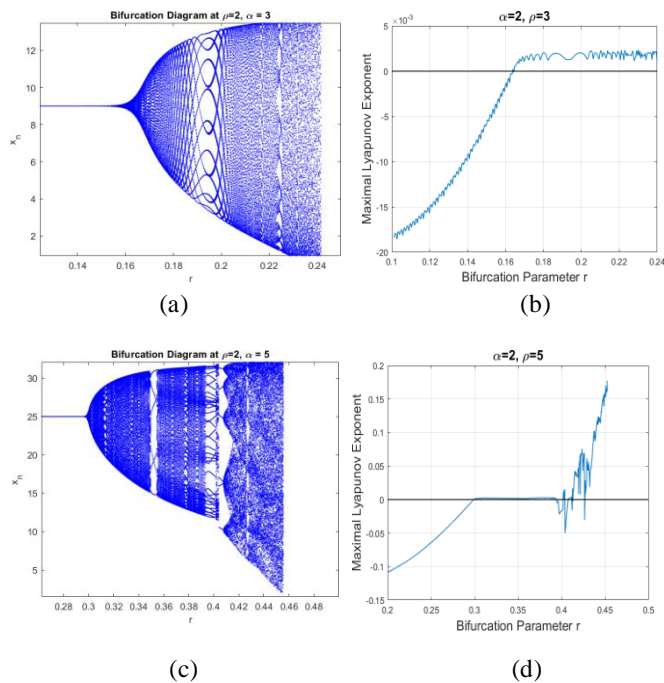 Bifurcation Diagram at ρ=2, α = 3
12
10
8
6
4
2
x_n
0.14 0.16 0.18 0.2 0.22 0.24
r
(a)
α=2, ρ=3
×10⁻³
5
0
-5
-10
-15
-20
Maximal Lyapunov Exponent
0.1 0.12 0.14 0.16 0.18 0.2 0.22 0.24
Bifurcation Parameter r
(b)
Bifurcation Diagram at ρ=2, α = 5
30
25
20
15
10
5
x_n
0.28 0.3 0.32 0.34 0.36 0.38 0.4 0.42 0.44 0.46 0.48
r
(c)
α=2, ρ=5
0.2
0.15
0.1
0.05
0
-0.05
-0.1
-0.15
Maximal Lyapunov Exponent
0.2 0.25 0.3 0.35 0.4 0.45 0.5
Bifurcation Parameter r
(d)